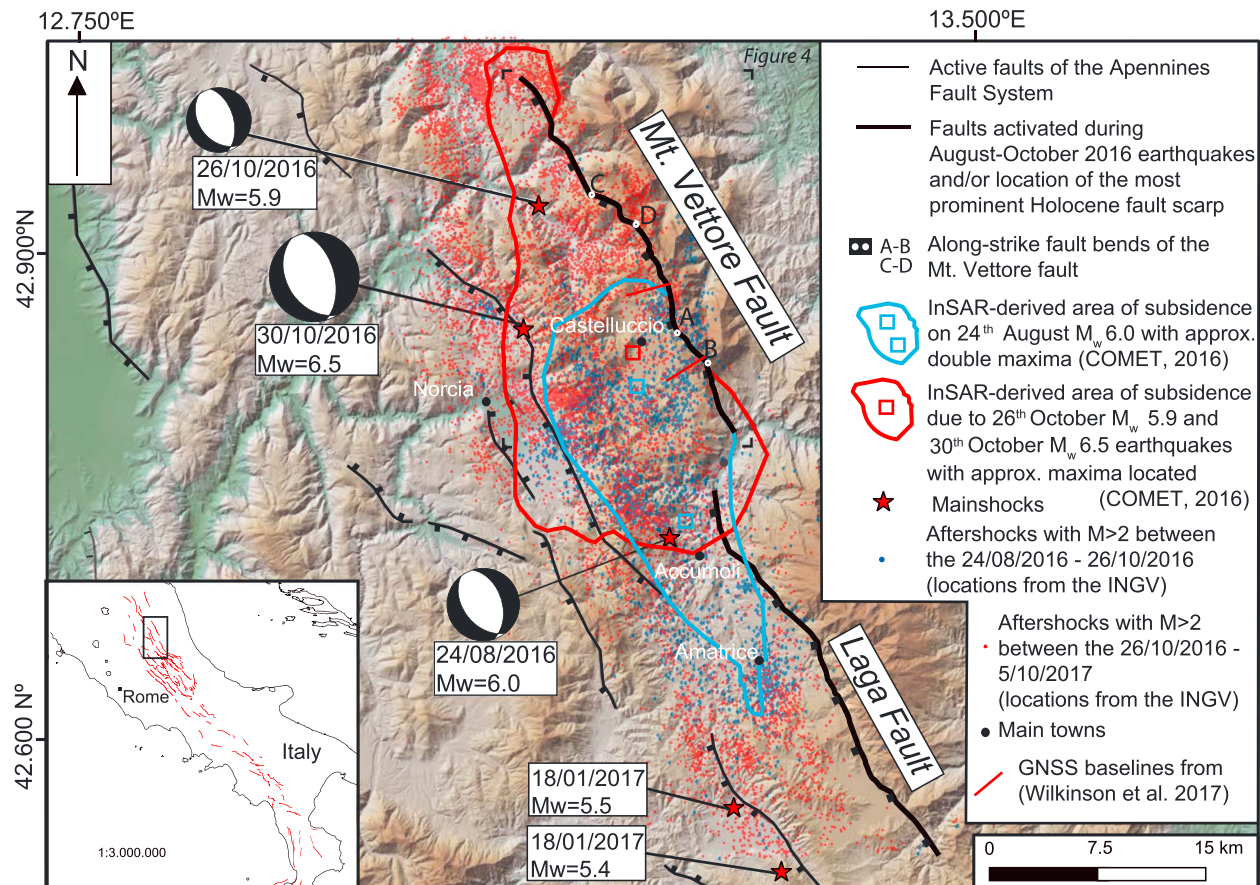 12.750ºE
13.500ºE
42.900ºN
42.600 Nº
N
Figure 4
26/10/2016
Mw=5.9
30/10/2016
Mw=6.5
24/08/2016
Mw=6.0
18/01/2017
Mw=5.5
18/01/2017
Mw=5.4
Mt. Vettore Fault
Laga Fault
C
D
A
B
Castelluccio
Norcia
Accumoli
Amatrice
Rome
Italy
1:3.000.000
Active faults of the Apennines
Fault System
Faults activated during
August-October 2016 earthquakes
and/or location of the most
prominent Holocene fault scarp
A-B
C-D
Along-strike fault bends of the
Mt. Vettore fault
InSAR-derived area of subsidence
on 24th August Mw 6.0 with approx.
double maxima (COMET, 2016)
InSAR-derived area of subsidence
due to 26th October Mw 5.9 and
30th October Mw 6.5 earthquakes
with approx. maxima located
(COMET, 2016)
Mainshocks
Aftershocks with M>2 between
the 24/08/2016 - 26/10/2016
(locations from the INGV)
Aftershocks with M>2
between the 26/10/2016 -
5/10/2017
(locations from the INGV)
Main towns
GNSS baselines from
(Wilkinson et al. 2017)
0 7.5 15 km